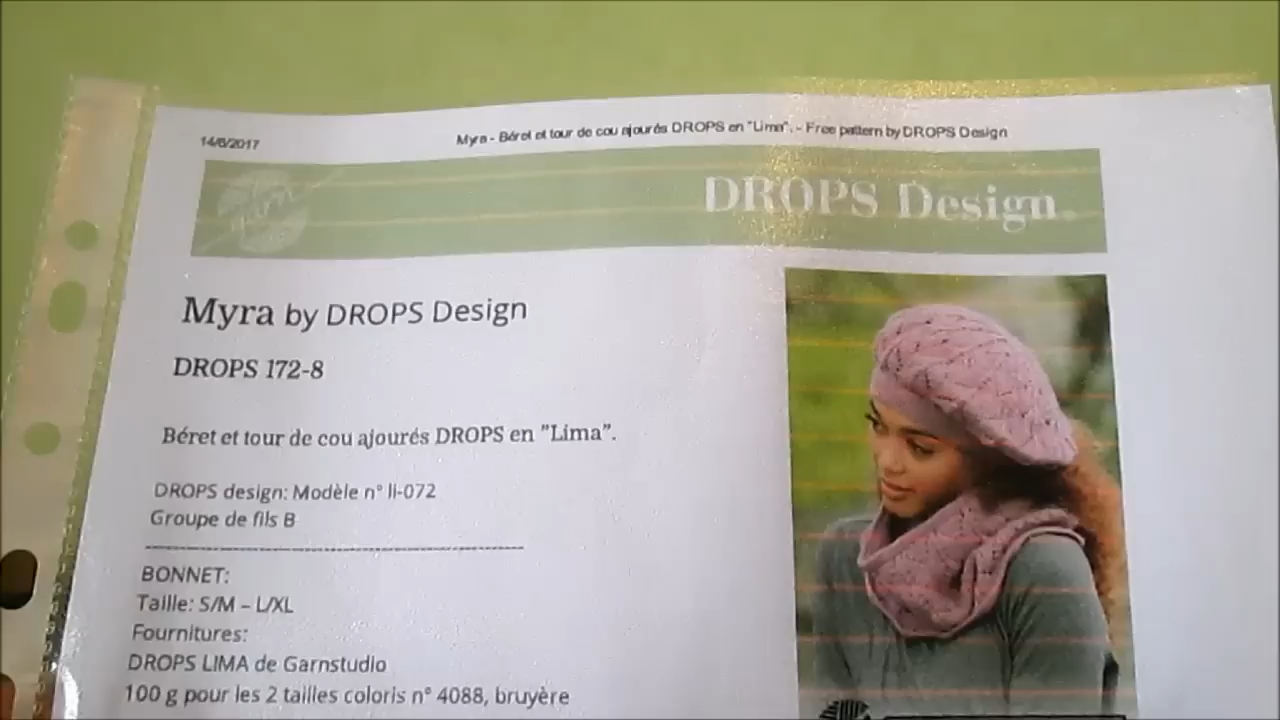 14/6/2017
Myra - Béret et tour de cou ajourés DROPS en "Lima". - Free pattern by DROPS Design
yarn
DROPS Design
Myra by DROPS Design
DROPS 172-8
Béret et tour de cou ajourés DROPS en "Lima".
DROPS design: Modèle n° li-072
Groupe de fils B
BONNET:
Taille: S/M – L/XL
Fournitures:
DROPS LIMA de Garnstudio
100 g pour les 2 tailles coloris n° 4088, bruyère